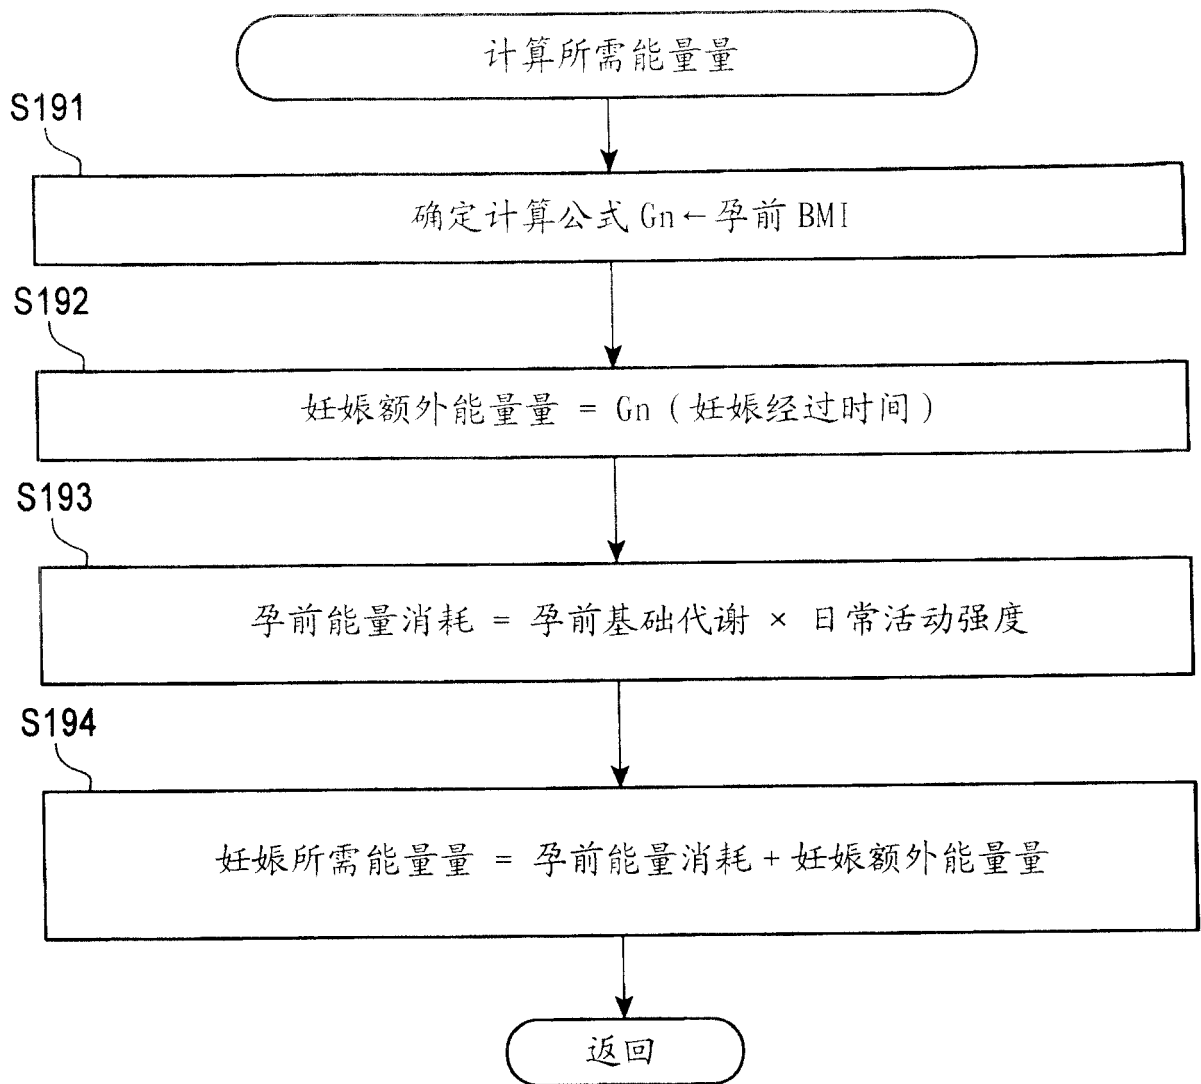 计算所需能量量
S191
确定计算公式 Gn←孕前 BMI
S192
妊娠额外能量量 = Gn (妊娠经过时间)
S193
孕前能量消耗 = 孕前基础代谢 × 日常活动强度
S194
妊娠所需能量量 = 孕前能量消耗+妊娠额外能量量
返回